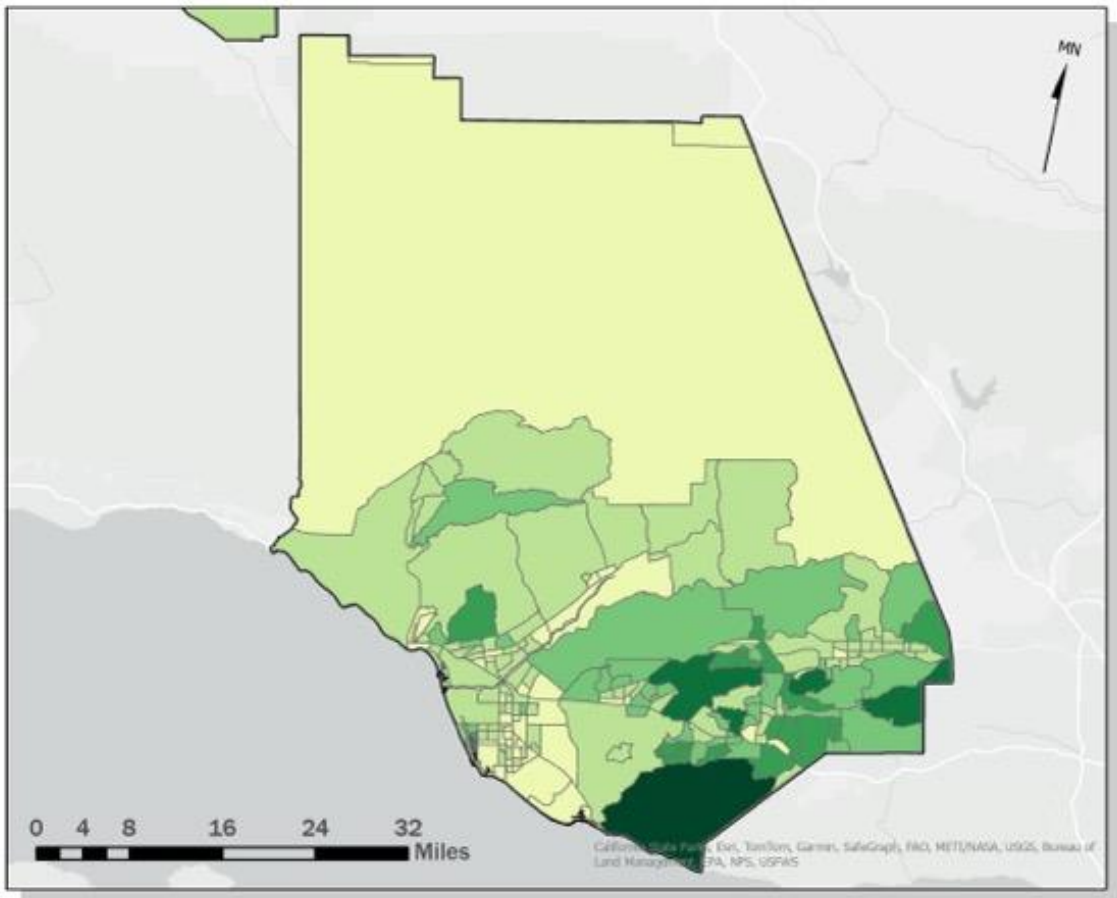 MN
0 4 8 16 24 32
Miles
California State Parks, Esri, TomTom, Garmin, SafeGraph, FAO, METI/NASA, USGS, Bureau of
Land Management, EPA, NPS, USFWS